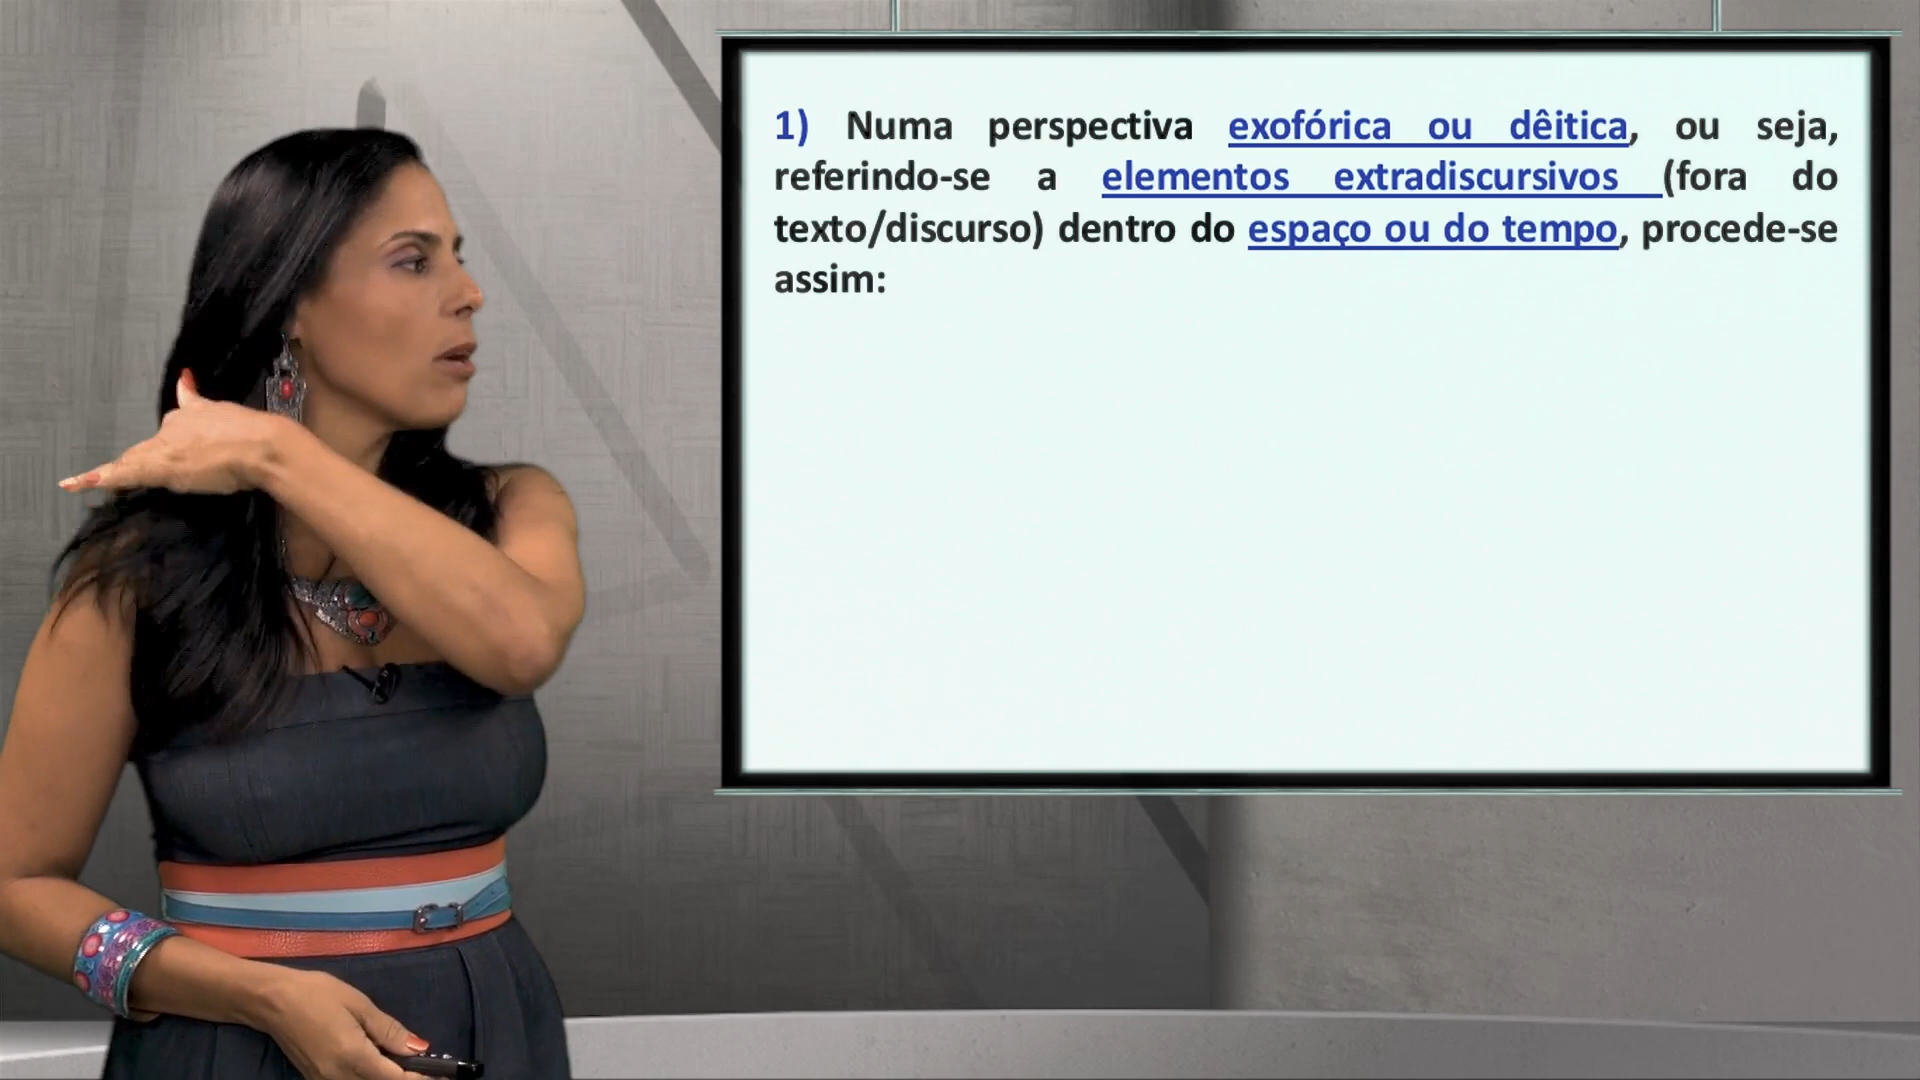 1) Numa perspectiva exofórica ou dêitica, ou seja,
referindo-se a elementos extradiscursivos (fora do
texto/discurso) dentro do espaço ou do tempo, procede-se
assim: